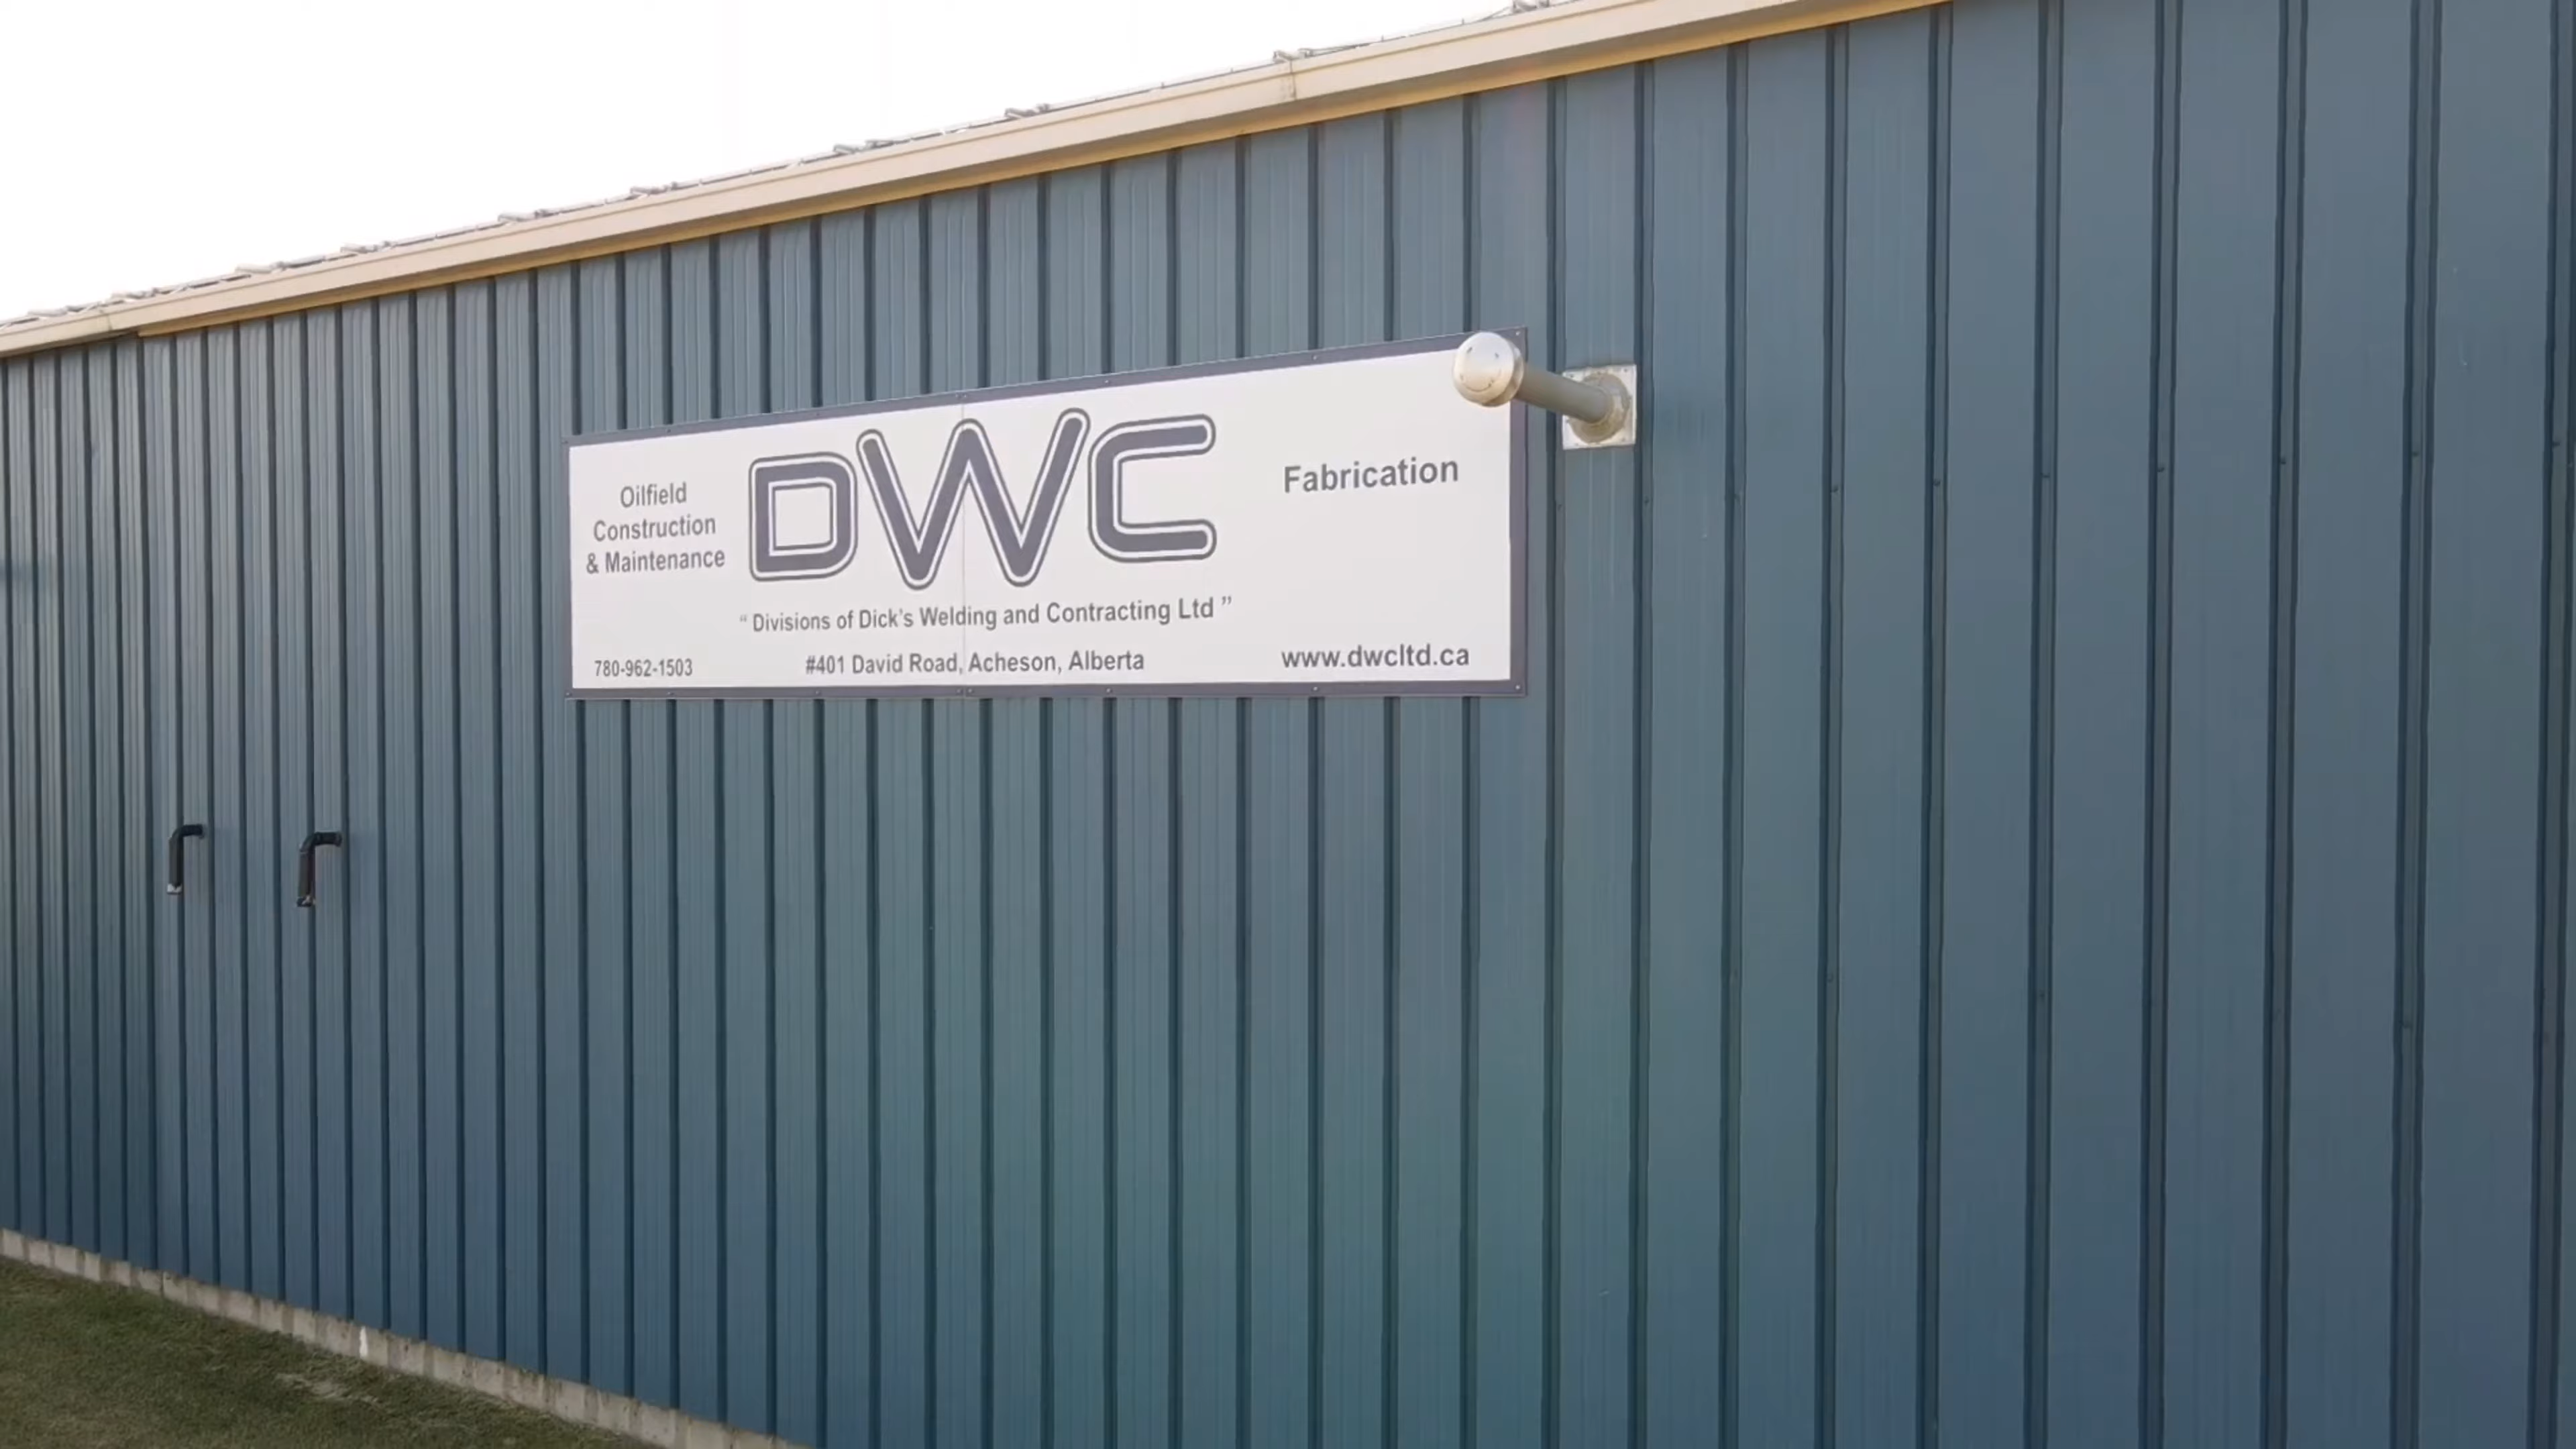 Oilfield
Construction
& Maintenance
DWC
Fabrication
“ Divisions of Dick’s Welding and Contracting Ltd ”
780-962-1503
#401 David Road, Acheson, Alberta
www.dwcltd.ca